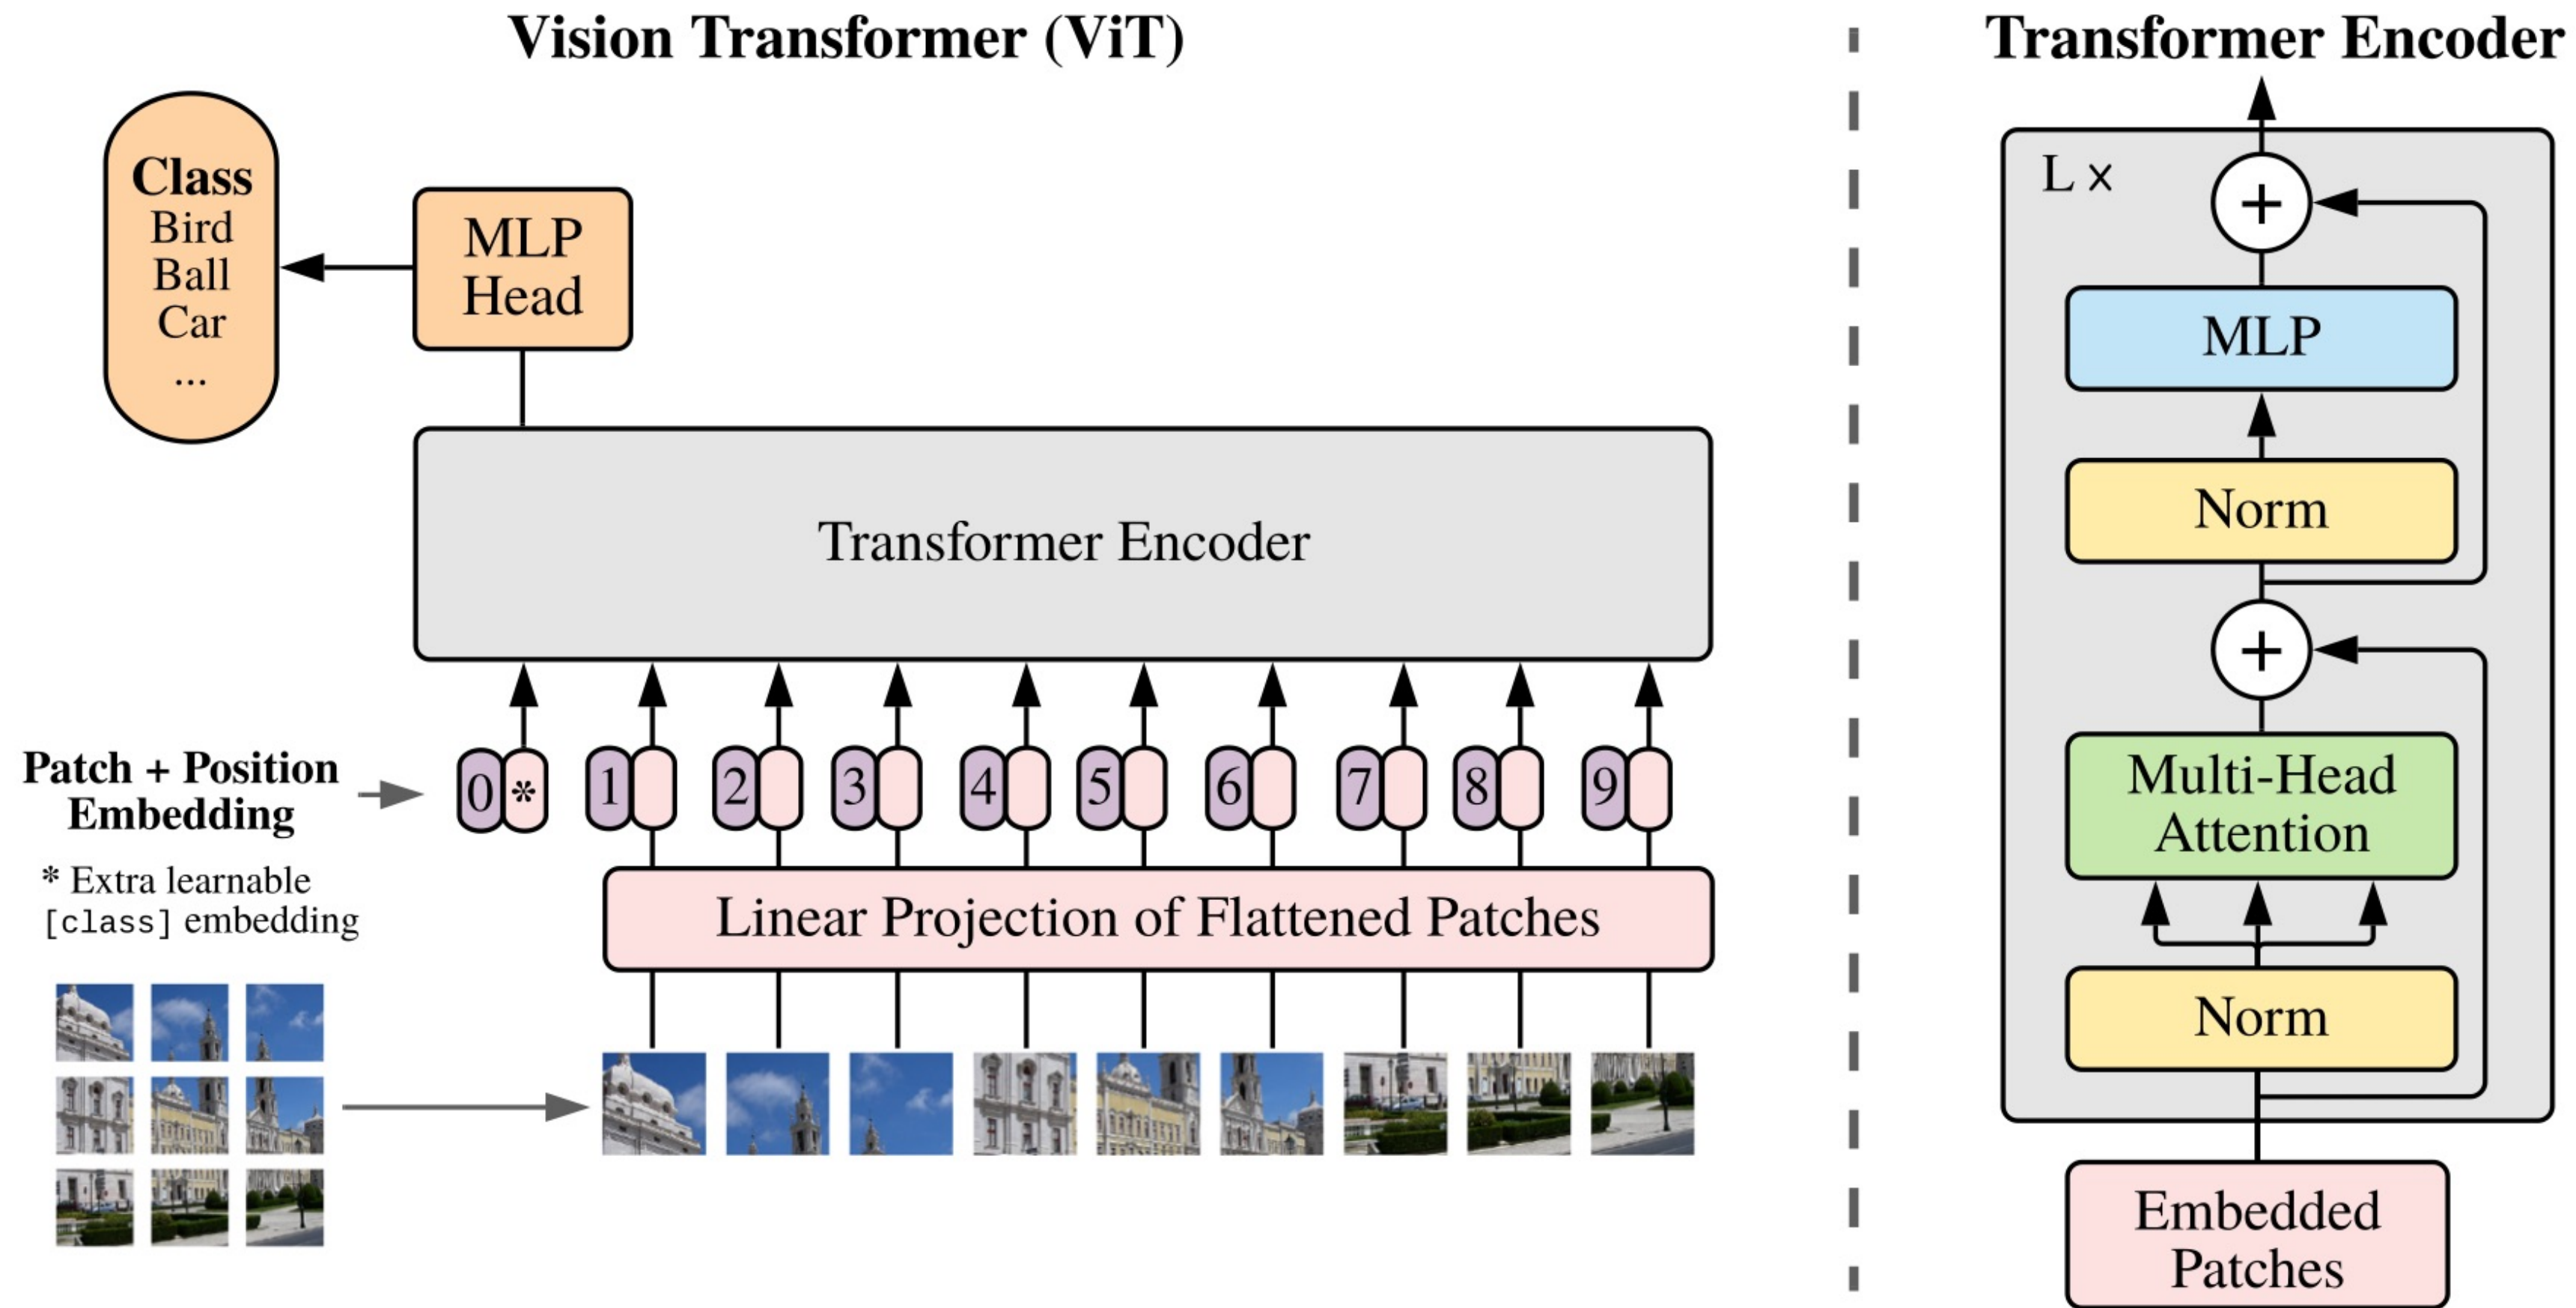 Vision Transformer (ViT)
Class
Bird
Ball
Car
...
MLP
Head
Transformer Encoder
Patch + Position
Embedding
0 * 1 2 3 4 5 6 7 8 9
* Extra learnable
[class] embedding
Linear Projection of Flattened Patches
Transformer Encoder
L x
+
MLP
Norm
+
Multi-Head
Attention
Norm
Embedded
Patches